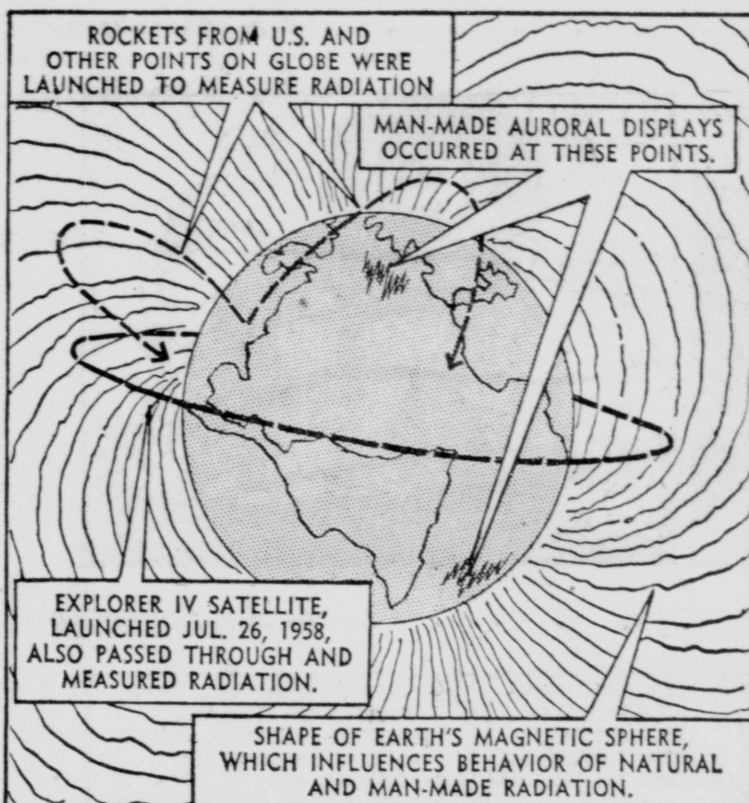 ROCKETS FROM U.S. AND
OTHER POINTS ON GLOBE WERE
LAUNCHED TO MEASURE RADIATION
MAN-MADE AURORAL DISPLAYS
OCCURRED AT THESE POINTS.
EXPLORER IV SATELLITE,
LAUNCHED JUL. 26, 1958,
ALSO PASSED THROUGH AND
MEASURED RADIATION.
SHAPE OF EARTH'S MAGNETIC SPHERE,
WHICH INFLUENCES BEHAVIOR OF NATURAL
AND MAN-MADE RADIATION.